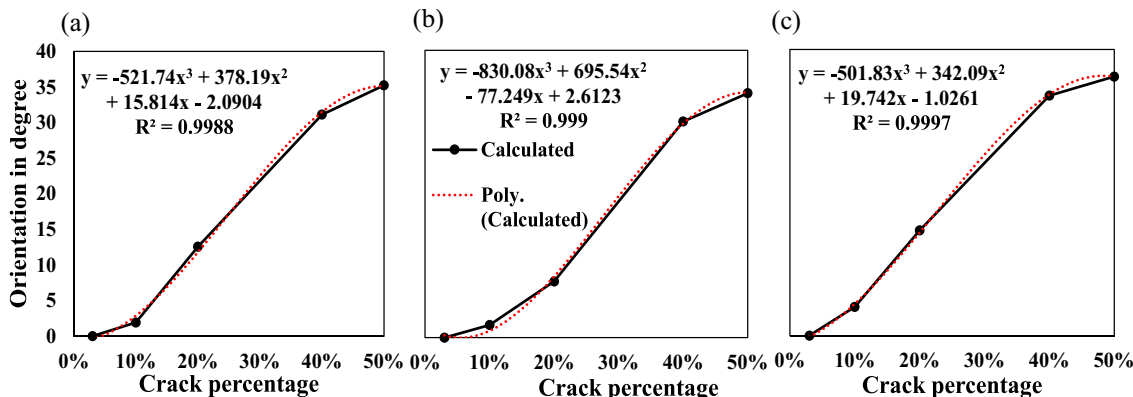 (a)
(b)
(c)
Orientation in degree
40
35
30
25
20
15
10
5
0
y = -521.74x³ + 378.19x²
+ 15.814x - 2.0904
R² = 0.9988
0% 10% 20% 30% 40% 50%
Crack percentage
y = -830.08x³ + 695.54x²
- 77.249x + 2.6123
R² = 0.999
Calculated
Poly.
(Calculated)
0% 10% 20% 30% 40% 50%
Crack percentage
y = -501.83x³ + 342.09x²
+ 19.742x - 1.0261
R² = 0.9997
0% 10% 20% 30% 40% 50%
Crack percentage